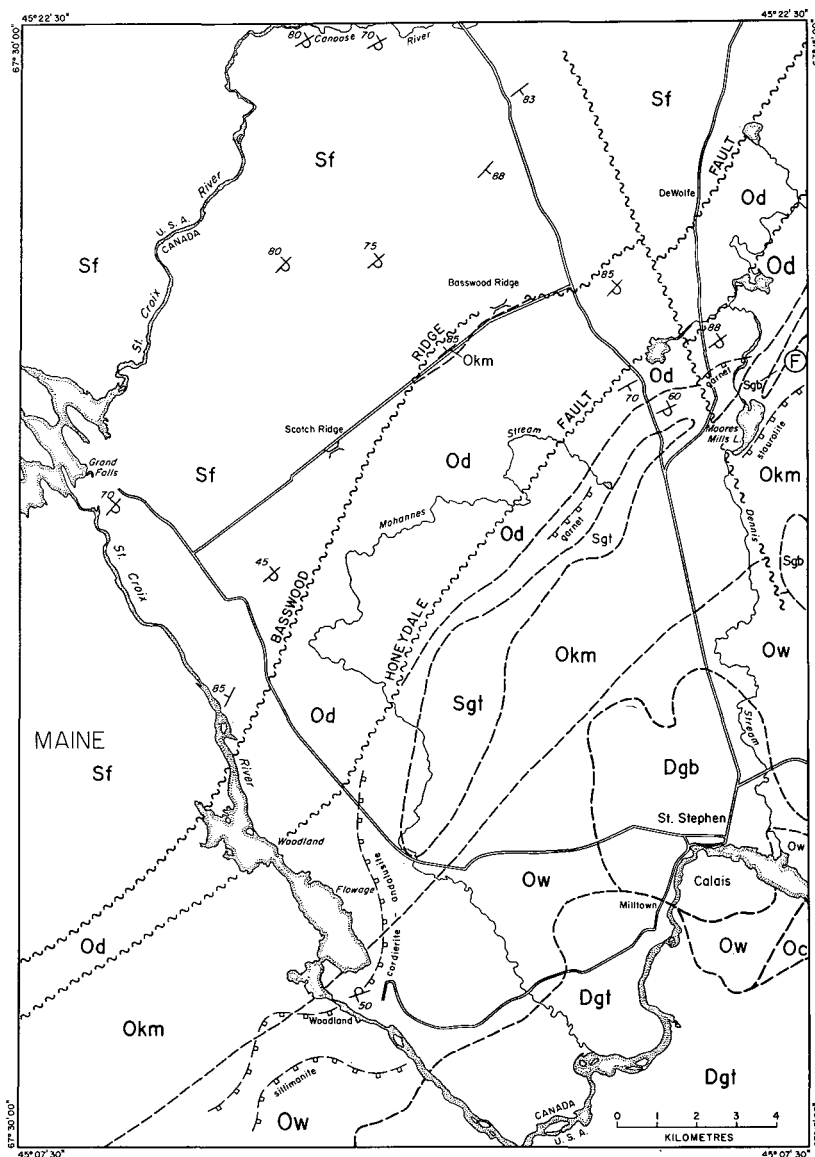 45° 22' 30"
45° 22' 30"
67° 30' 00"
80
Canoose
River
70
83
Sf
FAULT
Sf
River
88
DeWolfe
Od
U. S. A.
CANADA
Sf
80
75
Od
Basswood Ridge
85
St. Croix
88
RIDGE
85
Okm
Od
garnet
Sgb
F
70
60
Moores
Mills L.
staurolite
FAULT
Scotch Ridge
Stream
Grand
Falls
Sf
Od
Okm
70
Mohannes
Od
garnet
Sgt
Dennis
St. Croix
45
Sgb
BASSWOOD
HONEYDALE
Okm
Ow
85
Sgt
Od
Stream
MAINE
Sf
River
Dgb
St. Stephen
Woodland
andalusite
Ow
Flowage
Ow
Calais
Milltown
cordierite
Ow
Oc
Od
50
Dgt
Okm
Woodland
sillimanite
Dgt
Ow
CANADA
U. S. A.
0 1 2 3 4
KILOMETRES
67° 30' 00"
45° 07' 30"
45° 07' 30"